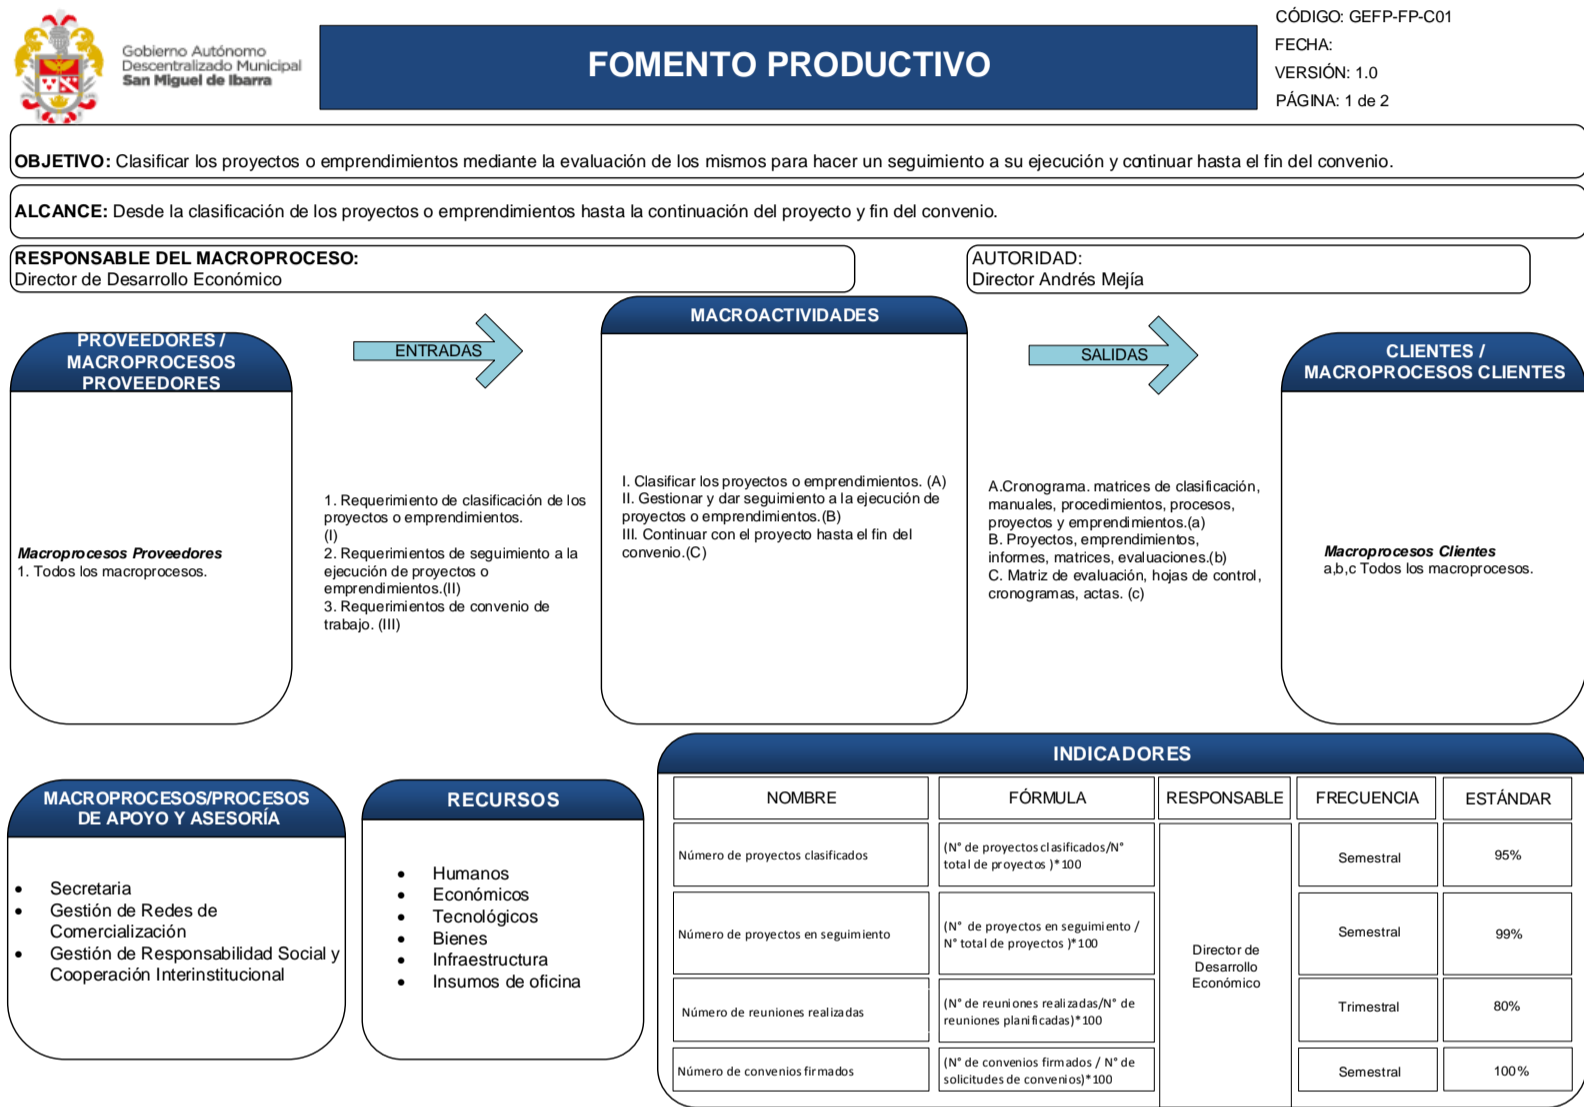 Gobierno Autónomo
Descentralizado Municipal
San Miguel de Ibarra
FOMENTO PRODUCTIVO
CÓDIGO: GEFP-FP-C01
FECHA:
VERSIÓN: 1.0
PÁGINA: 1 de 2
OBJETIVO: Clasificar los proyectos o emprendimientos mediante la evaluación de los mismos para hacer un seguimiento a su ejecución y continuar hasta el fin del convenio.
ALCANCE: Desde la clasificación de los proyectos o emprendimientos hasta la continuación del proyecto y fin del convenio.
RESPONSABLE DEL MACROPROCESO:
Director de Desarrollo Económico
AUTORIDAD:
Director Andrés Mejía
PROVEEDORES /
MACROPROCESOS
PROVEEDORES
Macroprocesos Proveedores
1. Todos los macroprocesos.
ENTRADAS
1. Requerimiento de clasificación de los
proyectos o emprendimientos.
(I)
2. Requerimientos de seguimiento a la
ejecución de proyectos o
emprendimientos.(II)
3. Requerimientos de convenio de
trabajo. (III)
MACROACTIVIDADES
I. Clasificar los proyectos o emprendimientos. (A)
II. Gestionar y dar seguimiento a la ejecución de
proyectos o emprendimientos.(B)
III. Continuar con el proyecto hasta el fin del
convenio.(C)
SALIDAS
A.Cronograma. matrices de clasificación,
manuales, procedimientos, procesos,
proyectos y emprendimientos.(a)
B. Proyectos, emprendimientos,
informes, matrices, evaluaciones.(b)
C. Matriz de evaluación, hojas de control,
cronogramas, actas. (c)
CLIENTES /
MACROPROCESOS CLIENTES
Macroprocesos Clientes
a,b,c Todos los macroprocesos.
MACROPROCESOS/PROCESOS
DE APOYO Y ASESORÍA
• Secretaria
• Gestión de Redes de
Comercialización
• Gestión de Responsabilidad Social y
Cooperación Interinstitucional
RECURSOS
• Humanos
• Económicos
• Tecnológicos
• Bienes
• Infraestructura
• Insumos de oficina
INDICADORES
NOMBRE FÓRMULA RESPONSABLE FRECUENCIA ESTÁNDAR
Número de proyectos clasificados
(N° de proyectos clasificados/N°
total de proyectos )*100
Semestral
95%
Número de proyectos en seguimiento
(N° de proyectos en seguimiento /
N° total de proyectos )*100
Semestral
99%
Director de
Desarrollo
Económico
Número de reuniones realizadas
(N° de reuniones realizadas/N° de
reuniones planificadas)*100
Trimestral
80%
Número de convenios firmados
(N° de convenios firmados / N° de
solicitudes de convenios)*100
Semestral
100%